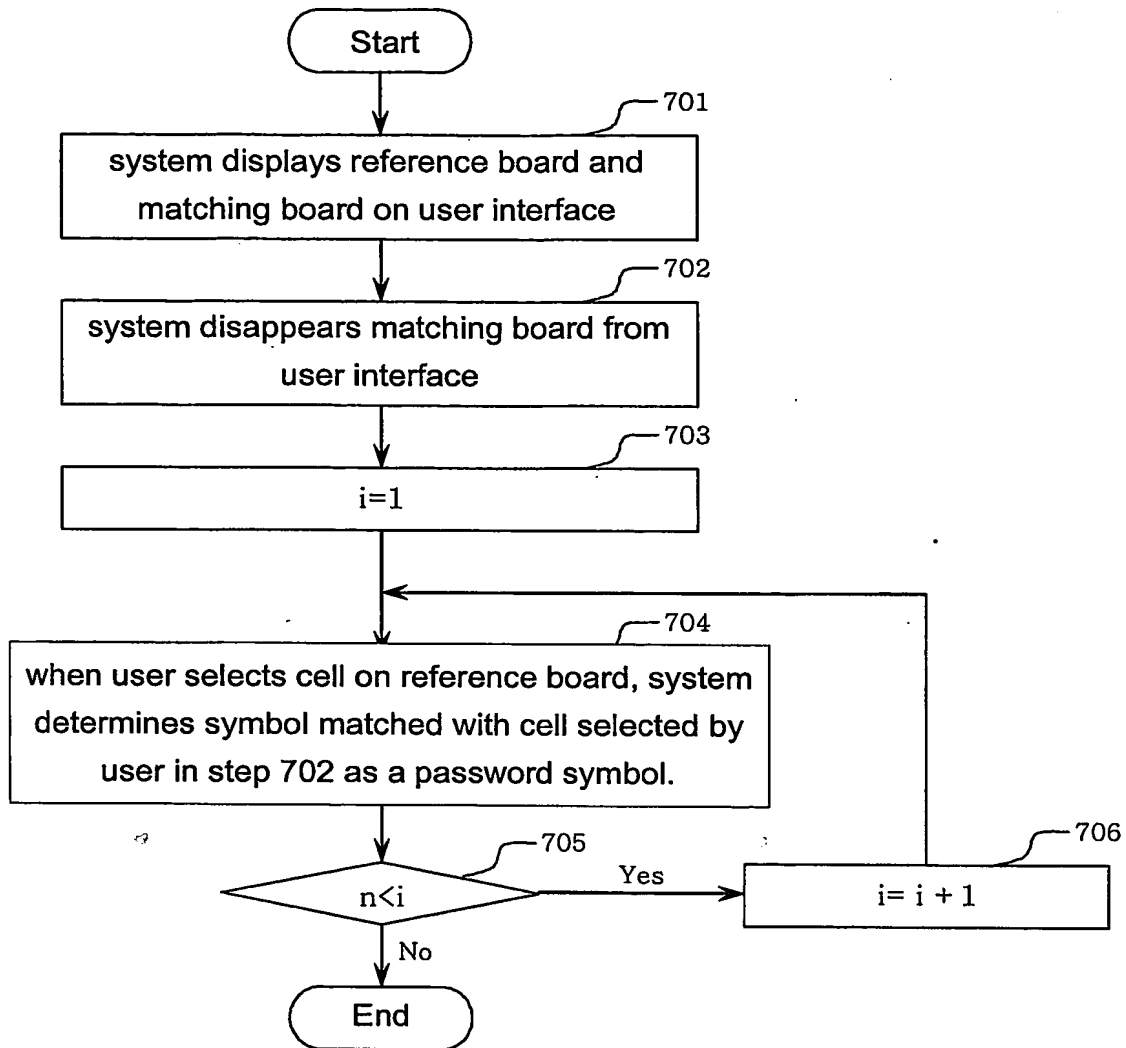 Start
701
system displays reference board and
matching board on user interface
702
system disappears matching board from
user interface
703
i=1
704
when user selects cell on reference board, system
determines symbol matched with cell selected by
user in step 702 as a password symbol.
705
n<i
Yes
706
i= i + 1
No
End